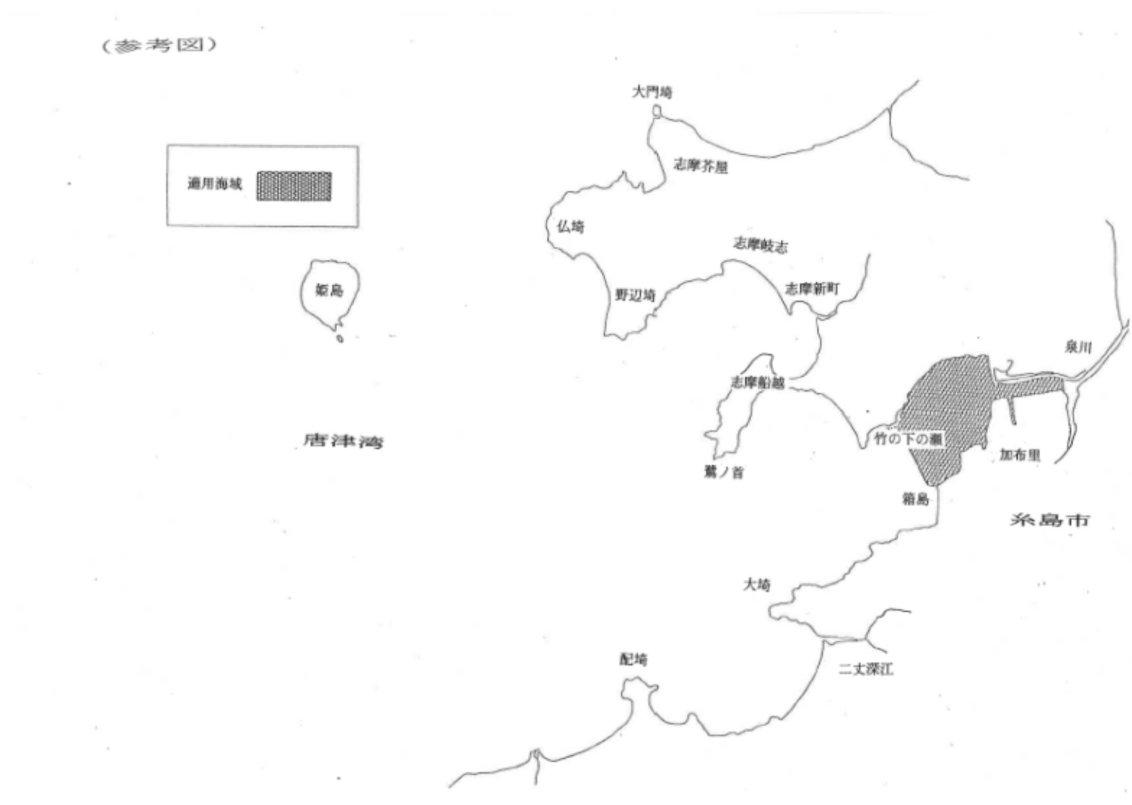 （参考図）
大門埼
志摩芥屋
適用海域
仏埼
志摩岐志
姫島
野辺埼
志摩新町
泉川
志摩船越
唐津湾
竹の下の瀬
加布里
鷺ノ首
箱島
糸島市
大埼
配埼
二丈深江